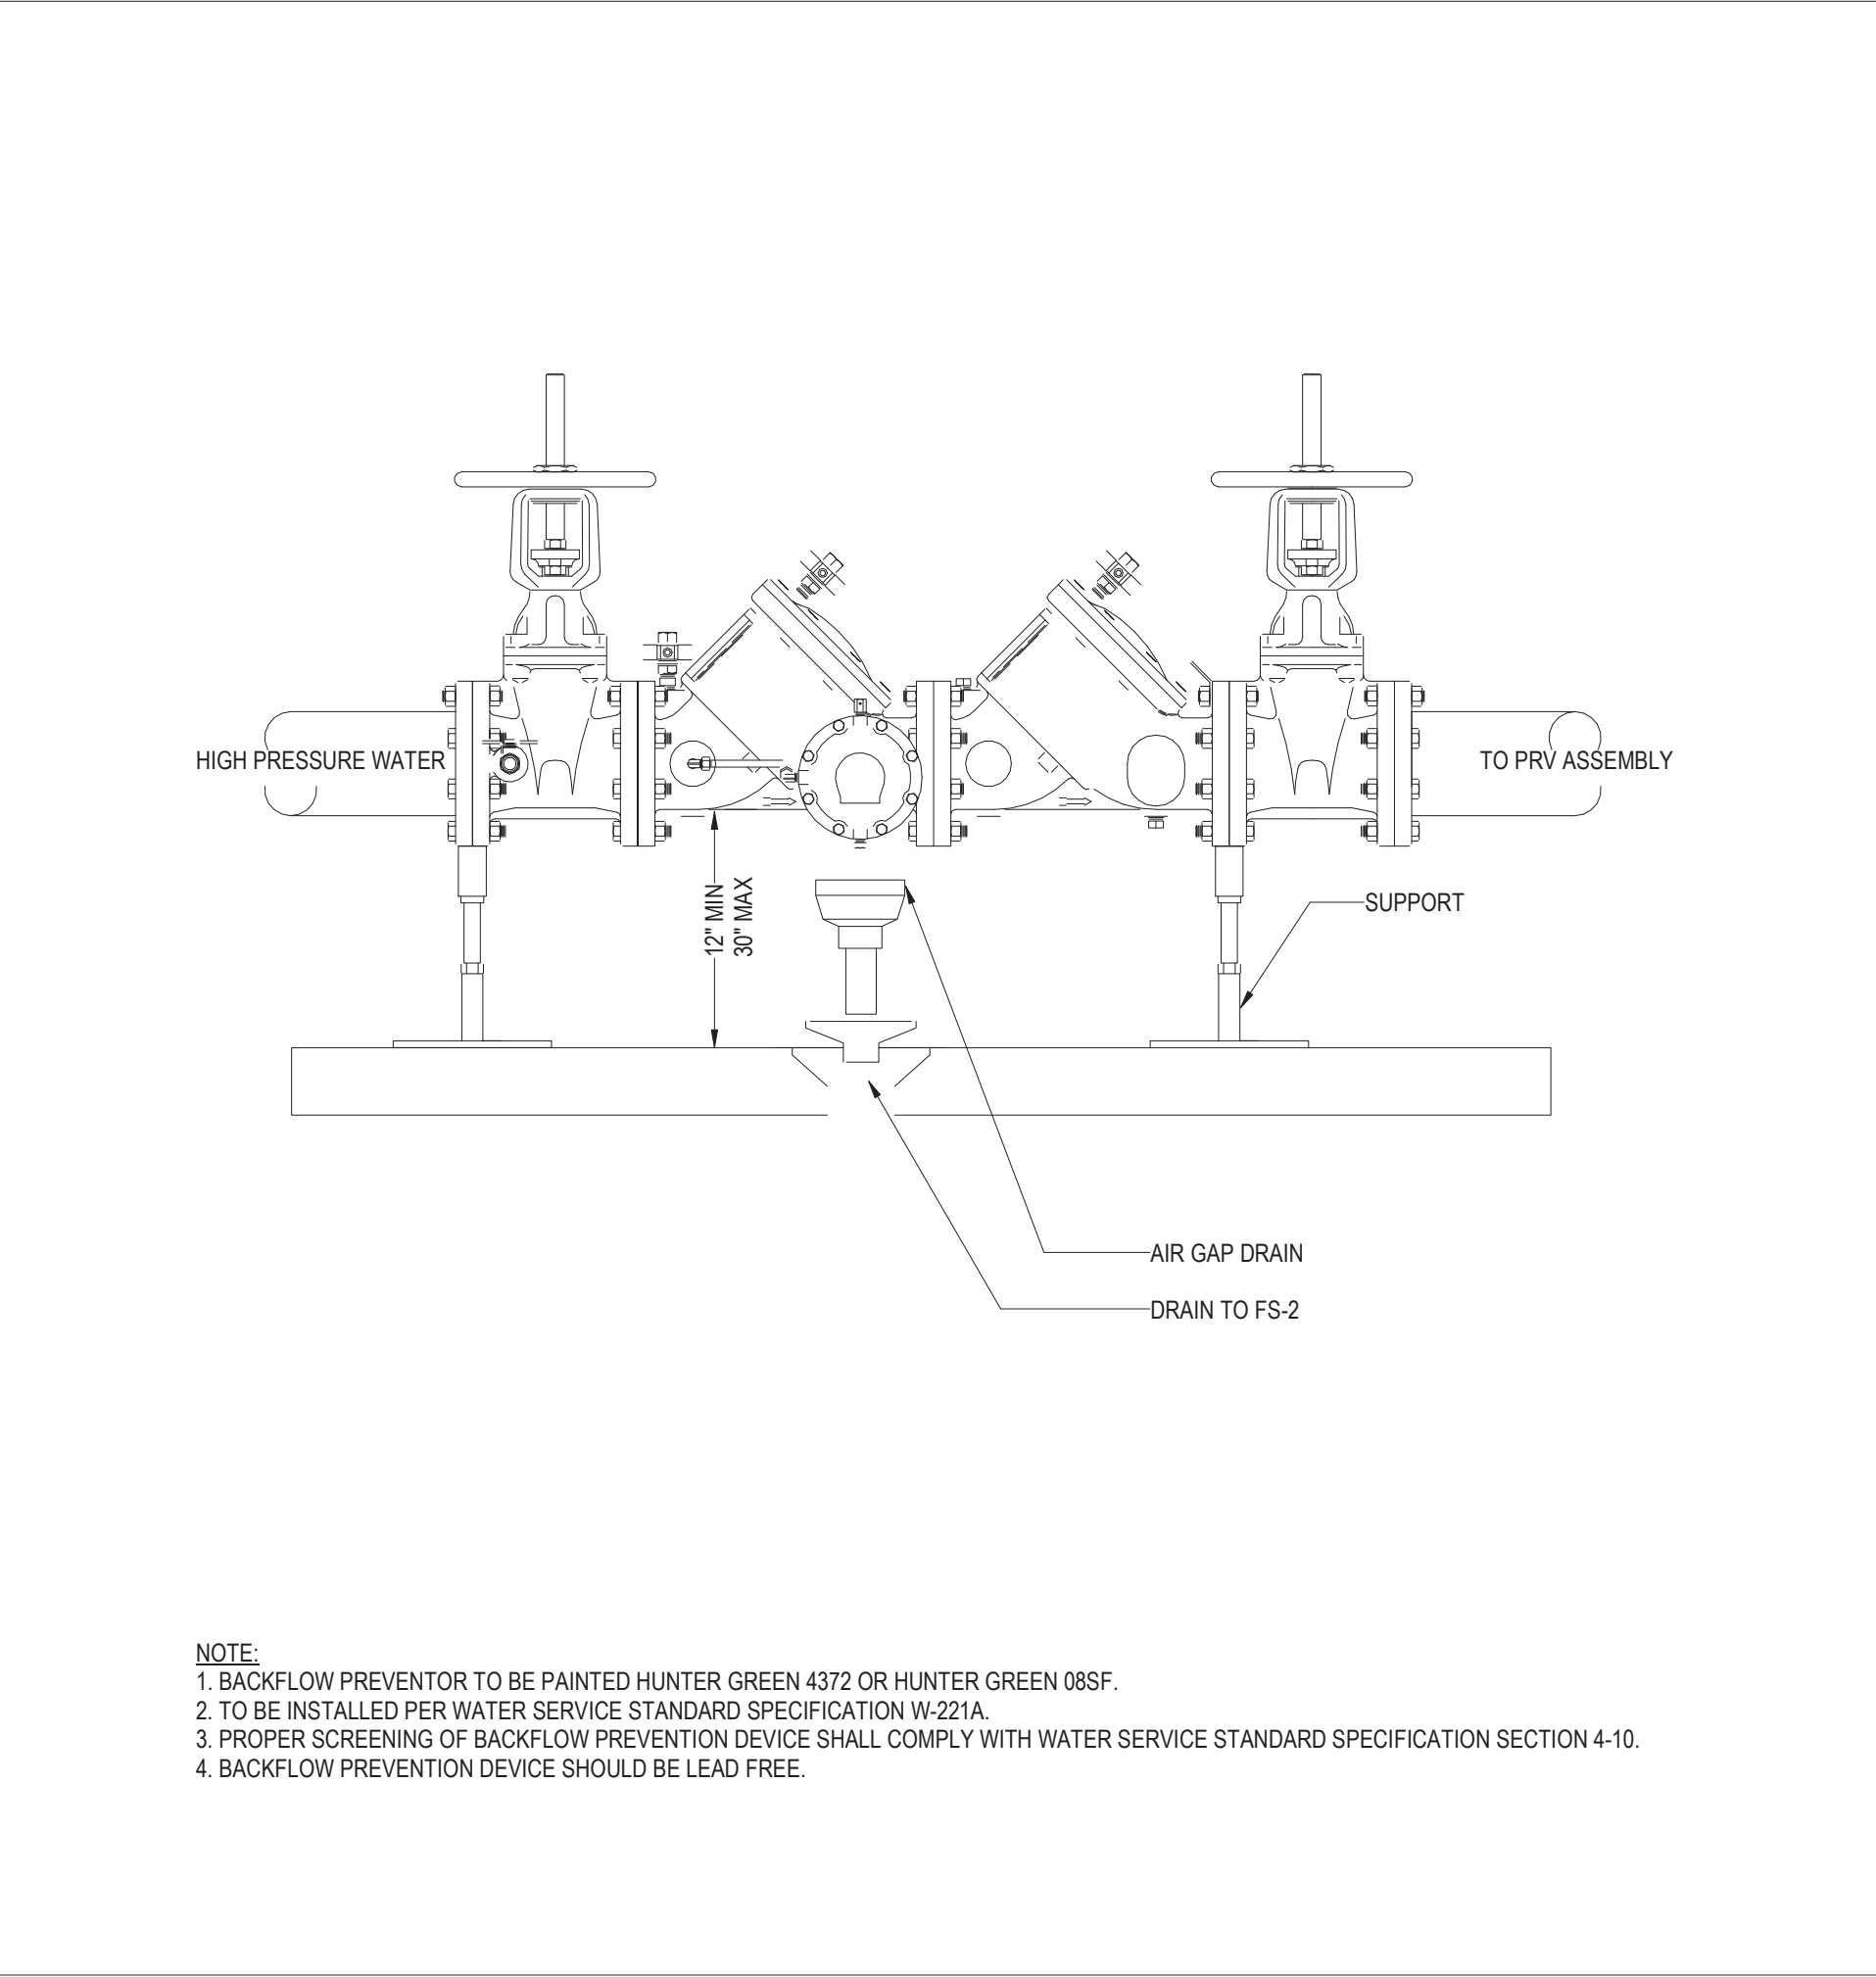 HIGH PRESSURE WATER
TO PRV ASSEMBLY
12" MIN
30" MAX
SUPPORT
AIR GAP DRAIN
DRAIN TO FS-2
NOTE:
1. BACKFLOW PREVENTOR TO BE PAINTED HUNTER GREEN 4372 OR HUNTER GREEN 08SF.
2. TO BE INSTALLED PER WATER SERVICE STANDARD SPECIFICATION W-221A.
3. PROPER SCREENING OF BACKFLOW PREVENTION DEVICE SHALL COMPLY WITH WATER SERVICE STANDARD SPECIFICATION SECTION 4-10.
4. BACKFLOW PREVENTION DEVICE SHOULD BE LEAD FREE.